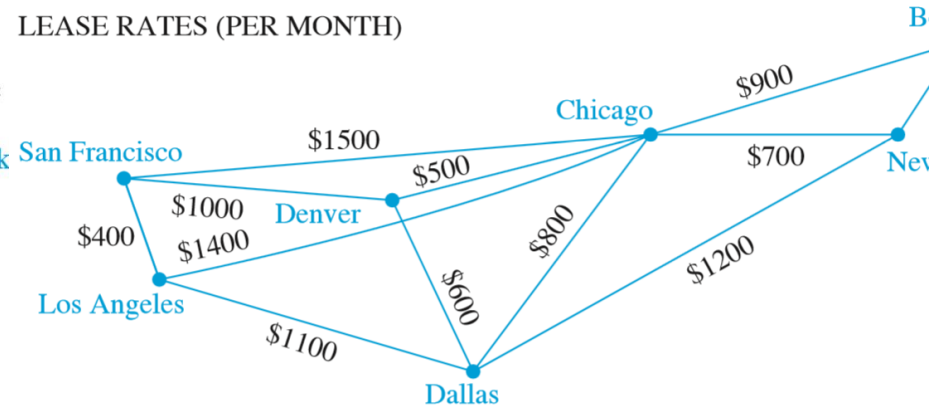 LEASE RATES (PER MONTH)
$900
Chicago
San Francisco
$1500
$500
$700
$1000
Denver
$400
$1400
$800
$1200
Los Angeles
$600
$1100
Dallas